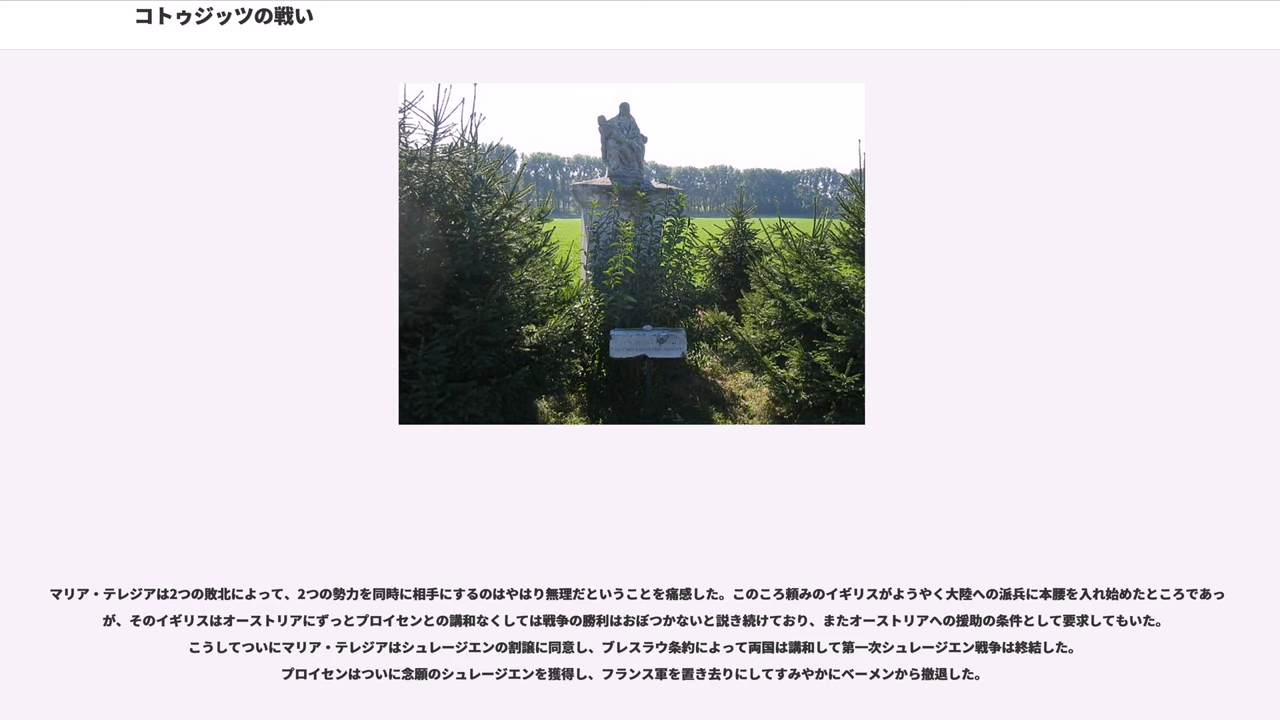 コトゥジッツの戦い
マリア・テレジアは2つの敗北によって、2つの勢力を同時に相手にするのはやはり無理だということを痛感した。このころ頼みのイギリスがようやく大陸への派兵に本腰を入れ始めたところであっ
が、そのイギリスはオーストリアにずっとプロイセンとの講和なくしては戦争の勝利はおぼつかないと説き続けており、またオーストリアへの援助の条件として要求してもいた。
こうしてついにマリア・テレジアはシュレージエンの割譲に同意し、ブレスラウ条約によって両国は講和して第一次シュレージエン戦争は終結した。
プロイセンはついに念願のシュレージエンを獲得し、フランス軍を置き去りにしてすみやかにベーメンから撤退した。